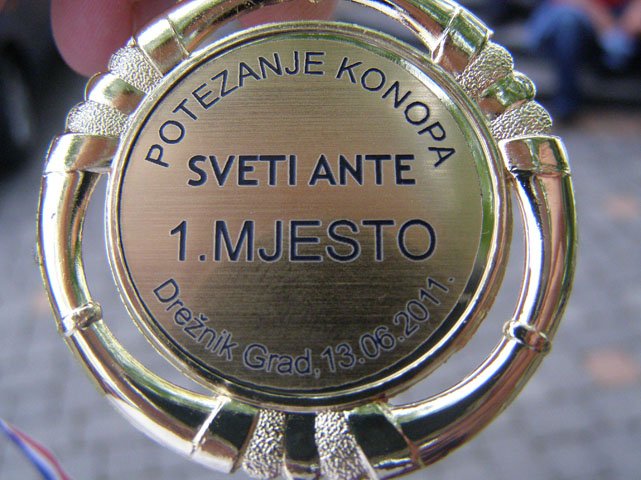 POTEZANJE KONOPA
SVETI ANTE
1.MJESTO
Drežnik Grad, 13.06.2011.